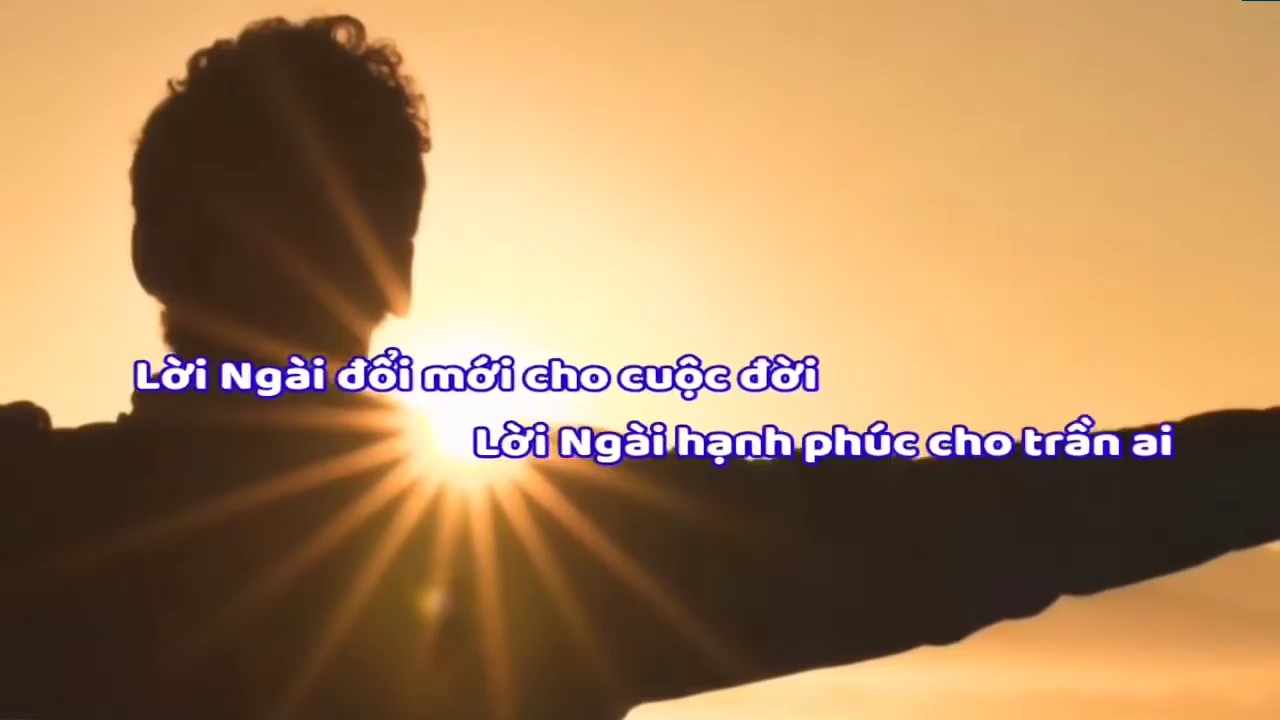 Lời Ngài đổi mới cho cuộc đời
Lời Ngài hạnh phúc cho trần ai